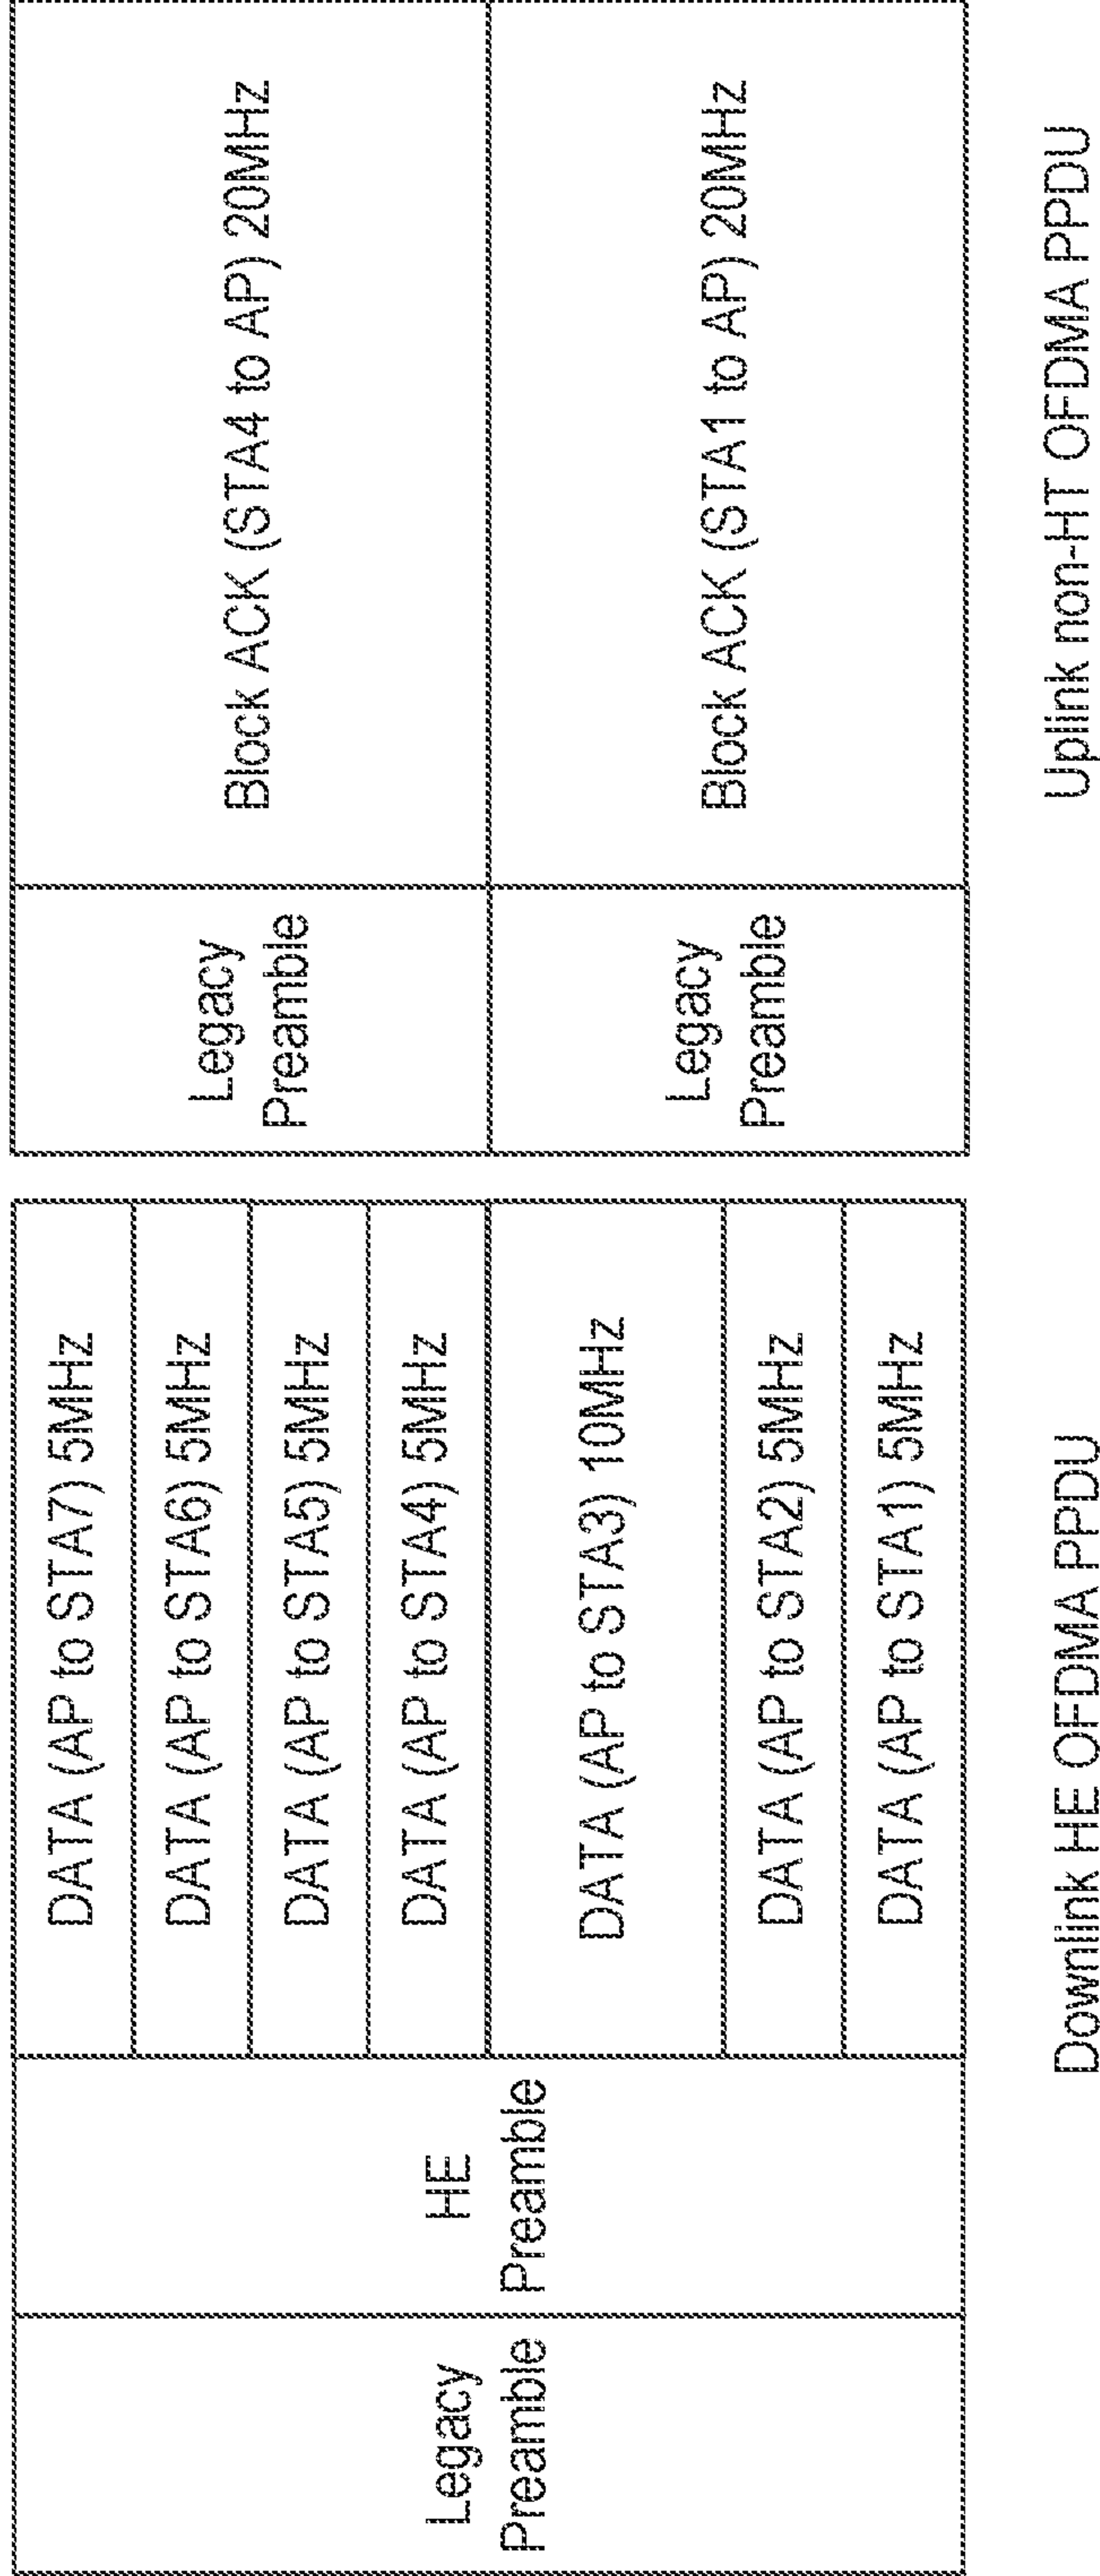 Legacy
Preamble
HE
Preamble
DATA (AP to STA7) 5MHz
DATA (AP to STA6) 5MHz
DATA (AP to STA5) 5MHz
DATA (AP to STA4) 5MHz
DATA (AP to STA3) 10MHz
DATA (AP to STA2) 5MHz
DATA (AP to STA1) 5MHz
Downlink HE OFDMA PPDU
Legacy
Preamble
Block ACK (STA4 to AP) 20MHz
Legacy
Preamble
Block ACK (STA1 to AP) 20MHz
Uplink non-HT OFDMA PPDU